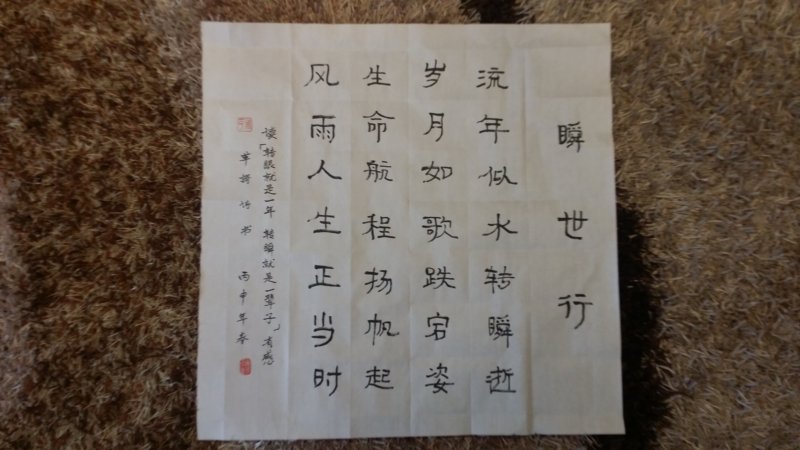 瞬世行
流年似水转瞬逝
岁月如歌跌宕姿
生命航程扬帆起
风雨人生正当时
读「转眼就是一年 转瞬就是一辈子」有感
诗书 丙申年春